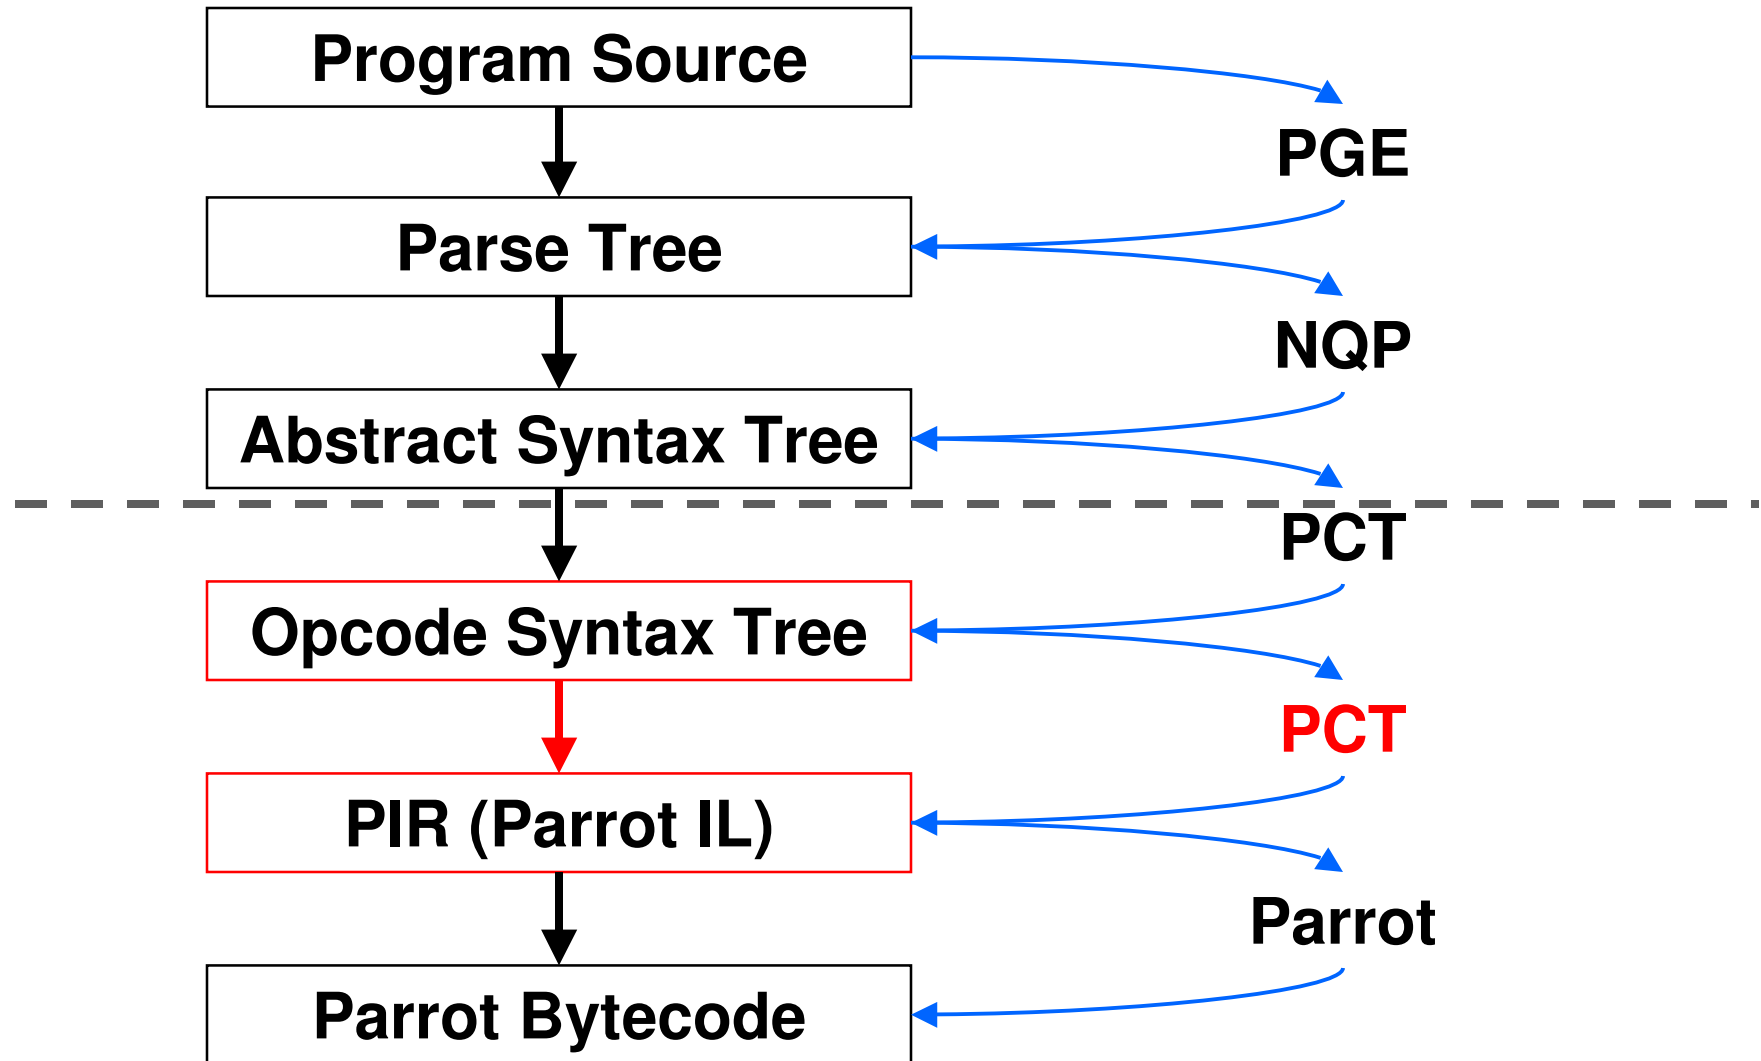 Program Source
PGE
Parse Tree
NQP
Abstract Syntax Tree
PCT
Opcode Syntax Tree
PCT
PIR (Parrot IL)
Parrot
Parrot Bytecode